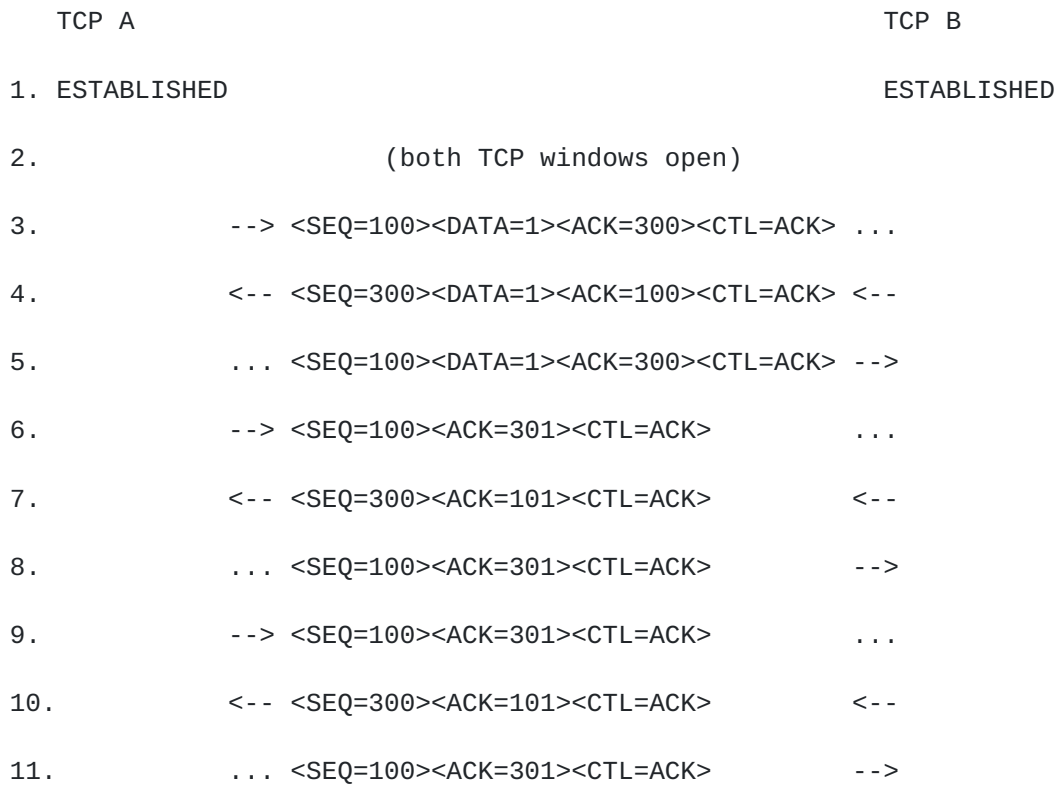 TCP A                                                TCP B
1. ESTABLISHED                                          ESTABLISHED
2.                      (both TCP windows open)
3.            --> <SEQ=100><DATA=1><ACK=300><CTL=ACK> ...
4.            <-- <SEQ=300><DATA=1><ACK=100><CTL=ACK> <--
5.            ... <SEQ=100><DATA=1><ACK=300><CTL=ACK> -->
6.            --> <SEQ=100><ACK=301><CTL=ACK>         ...
7.            <-- <SEQ=300><ACK=101><CTL=ACK>         <--
8.            ... <SEQ=100><ACK=301><CTL=ACK>         -->
9.            --> <SEQ=100><ACK=301><CTL=ACK>         ...
10.           <-- <SEQ=300><ACK=101><CTL=ACK>         <--
11.           ... <SEQ=100><ACK=301><CTL=ACK>         -->